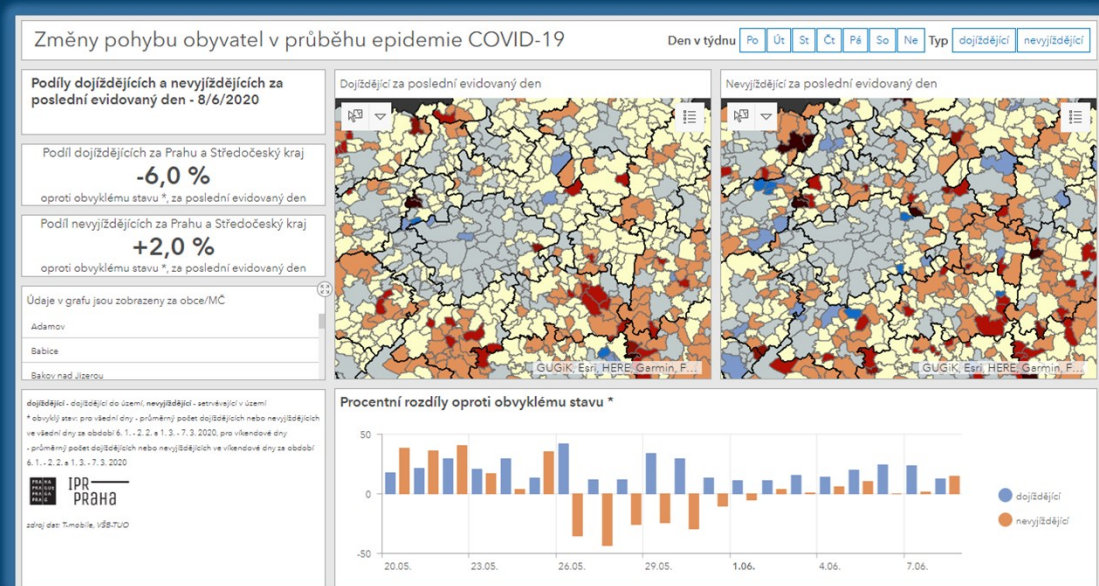 Změny pohybu obyvatel v průběhu epidemie COVID-19
Den v týdnu Po Út St Čt Pá So Ne Typ dojíždějící nevyjíždějící
Podíly dojíždějících a nevyjíždějících za
poslední evidovaný den - 8/6/2020
Podíl dojíždějících za Prahu a Středočeský kraj
-6,0 %
oproti obvyklému stavu *, za poslední evidovaný den
Podíl nevyjíždějících za Prahu a Středočeský kraj
+2,0 %
oproti obvyklému stavu *, za poslední evidovaný den
Údaje v grafu jsou zobrazeny za obce/MČ
Adamov
Babice
Bakov nad Jizerou
dojíždějící - dojíždějící do území, nevyjíždějící - setrvávající v území
* obvyklý stav: pro všední dny - průměrný počet dojíždějících nebo nevyjíždějících
ve všední dny za období 6. 1. - 2. 2. a 1. 3. - 7. 3. 2020, pro víkendové dny
- průměrný počet dojíždějících nebo nevyjíždějících ve víkendové dny za období
6. 1. - 2. 2. a 1. 3. - 7. 3. 2020
PRA HA
PRA GUE
PRA GA
PRA G
IPR
PRAHA
zdroj dat: T-mobile, VŠB-TUO
Dojíždějící za poslední evidovaný den
GUGiK, Esri, HERE, Garmin, F...
Nevyjíždějící za poslední evidovaný den
GUGiK, Esri, HERE, Garmin, F...
Procentní rozdíly oproti obvyklému stavu *
50
0
-50
20.05. 23.05. 26.05. 29.05. 1.06. 4.06. 7.06.
dojíždějící
nevyjíždějící